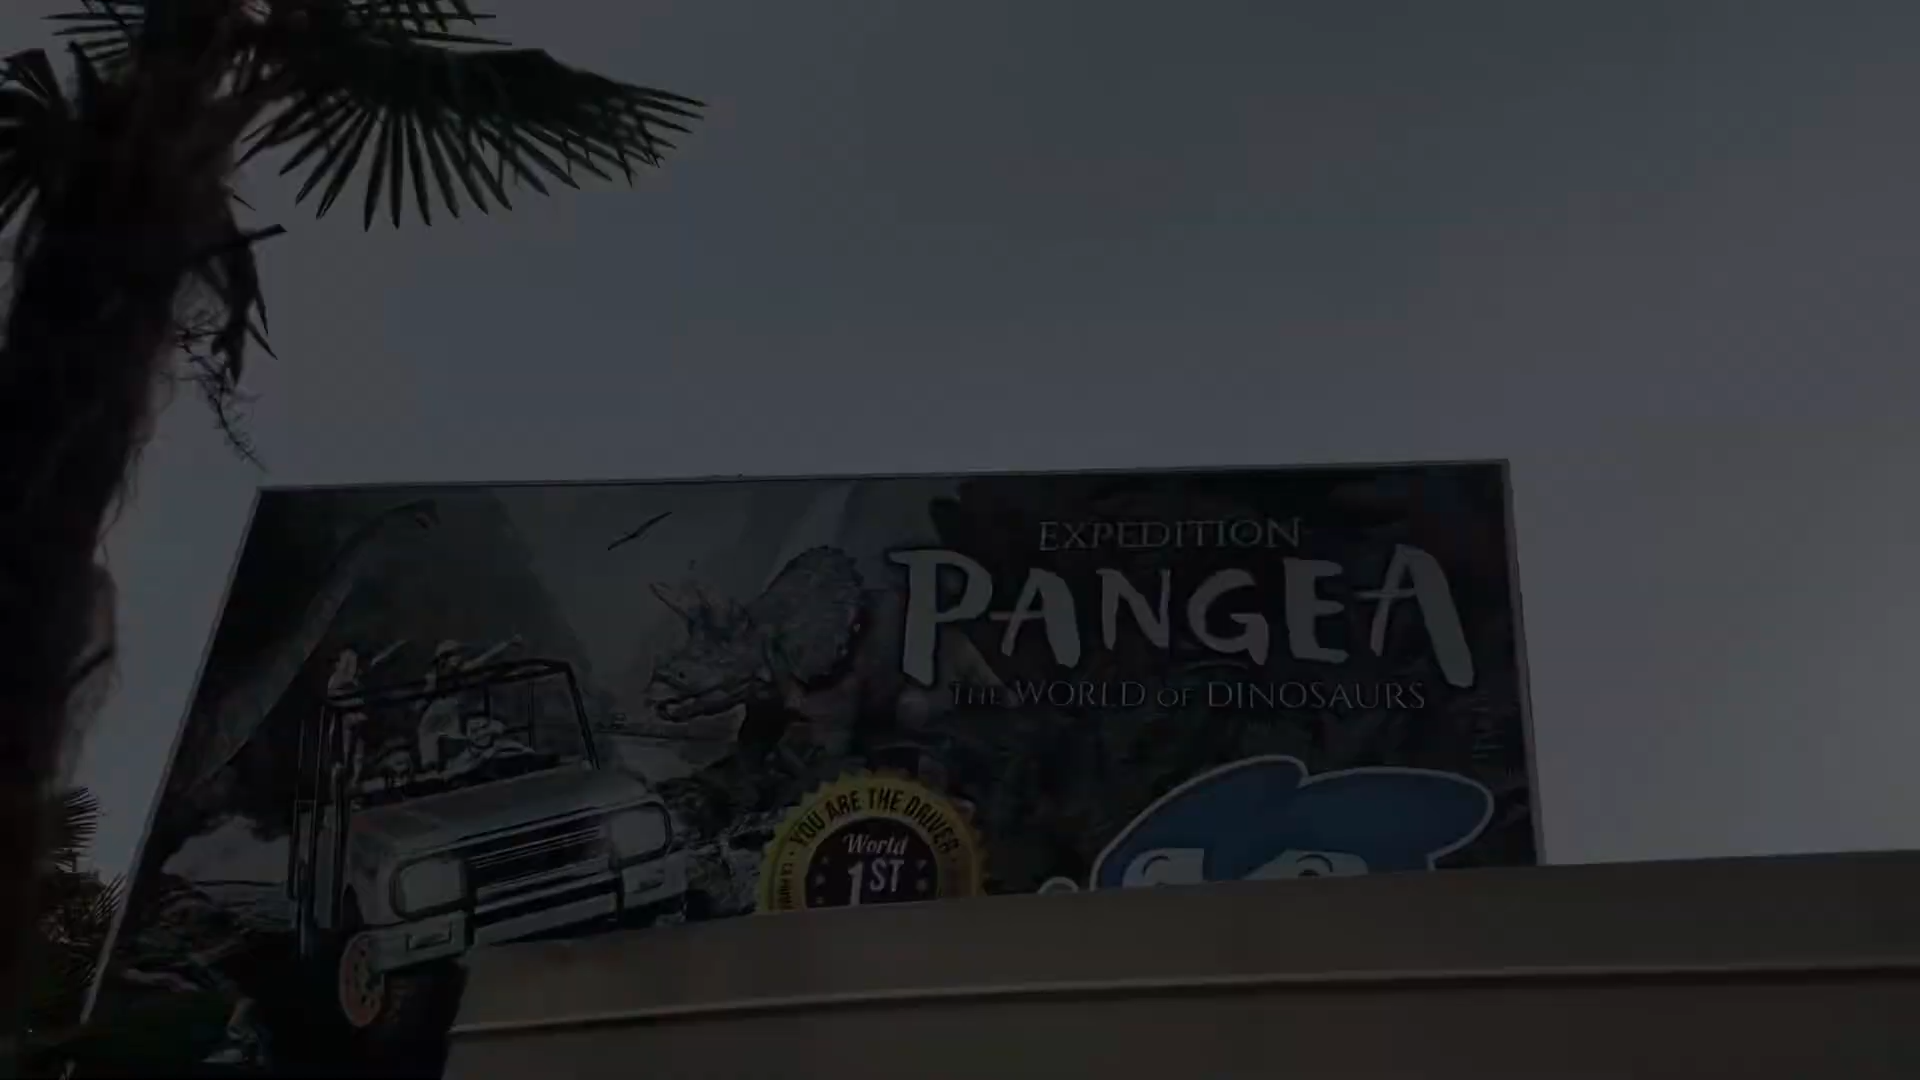 EXPEDITION
PANGEA
THE WORLD OF DINOSAURS
YOU ARE THE DRIVER
World
1ST